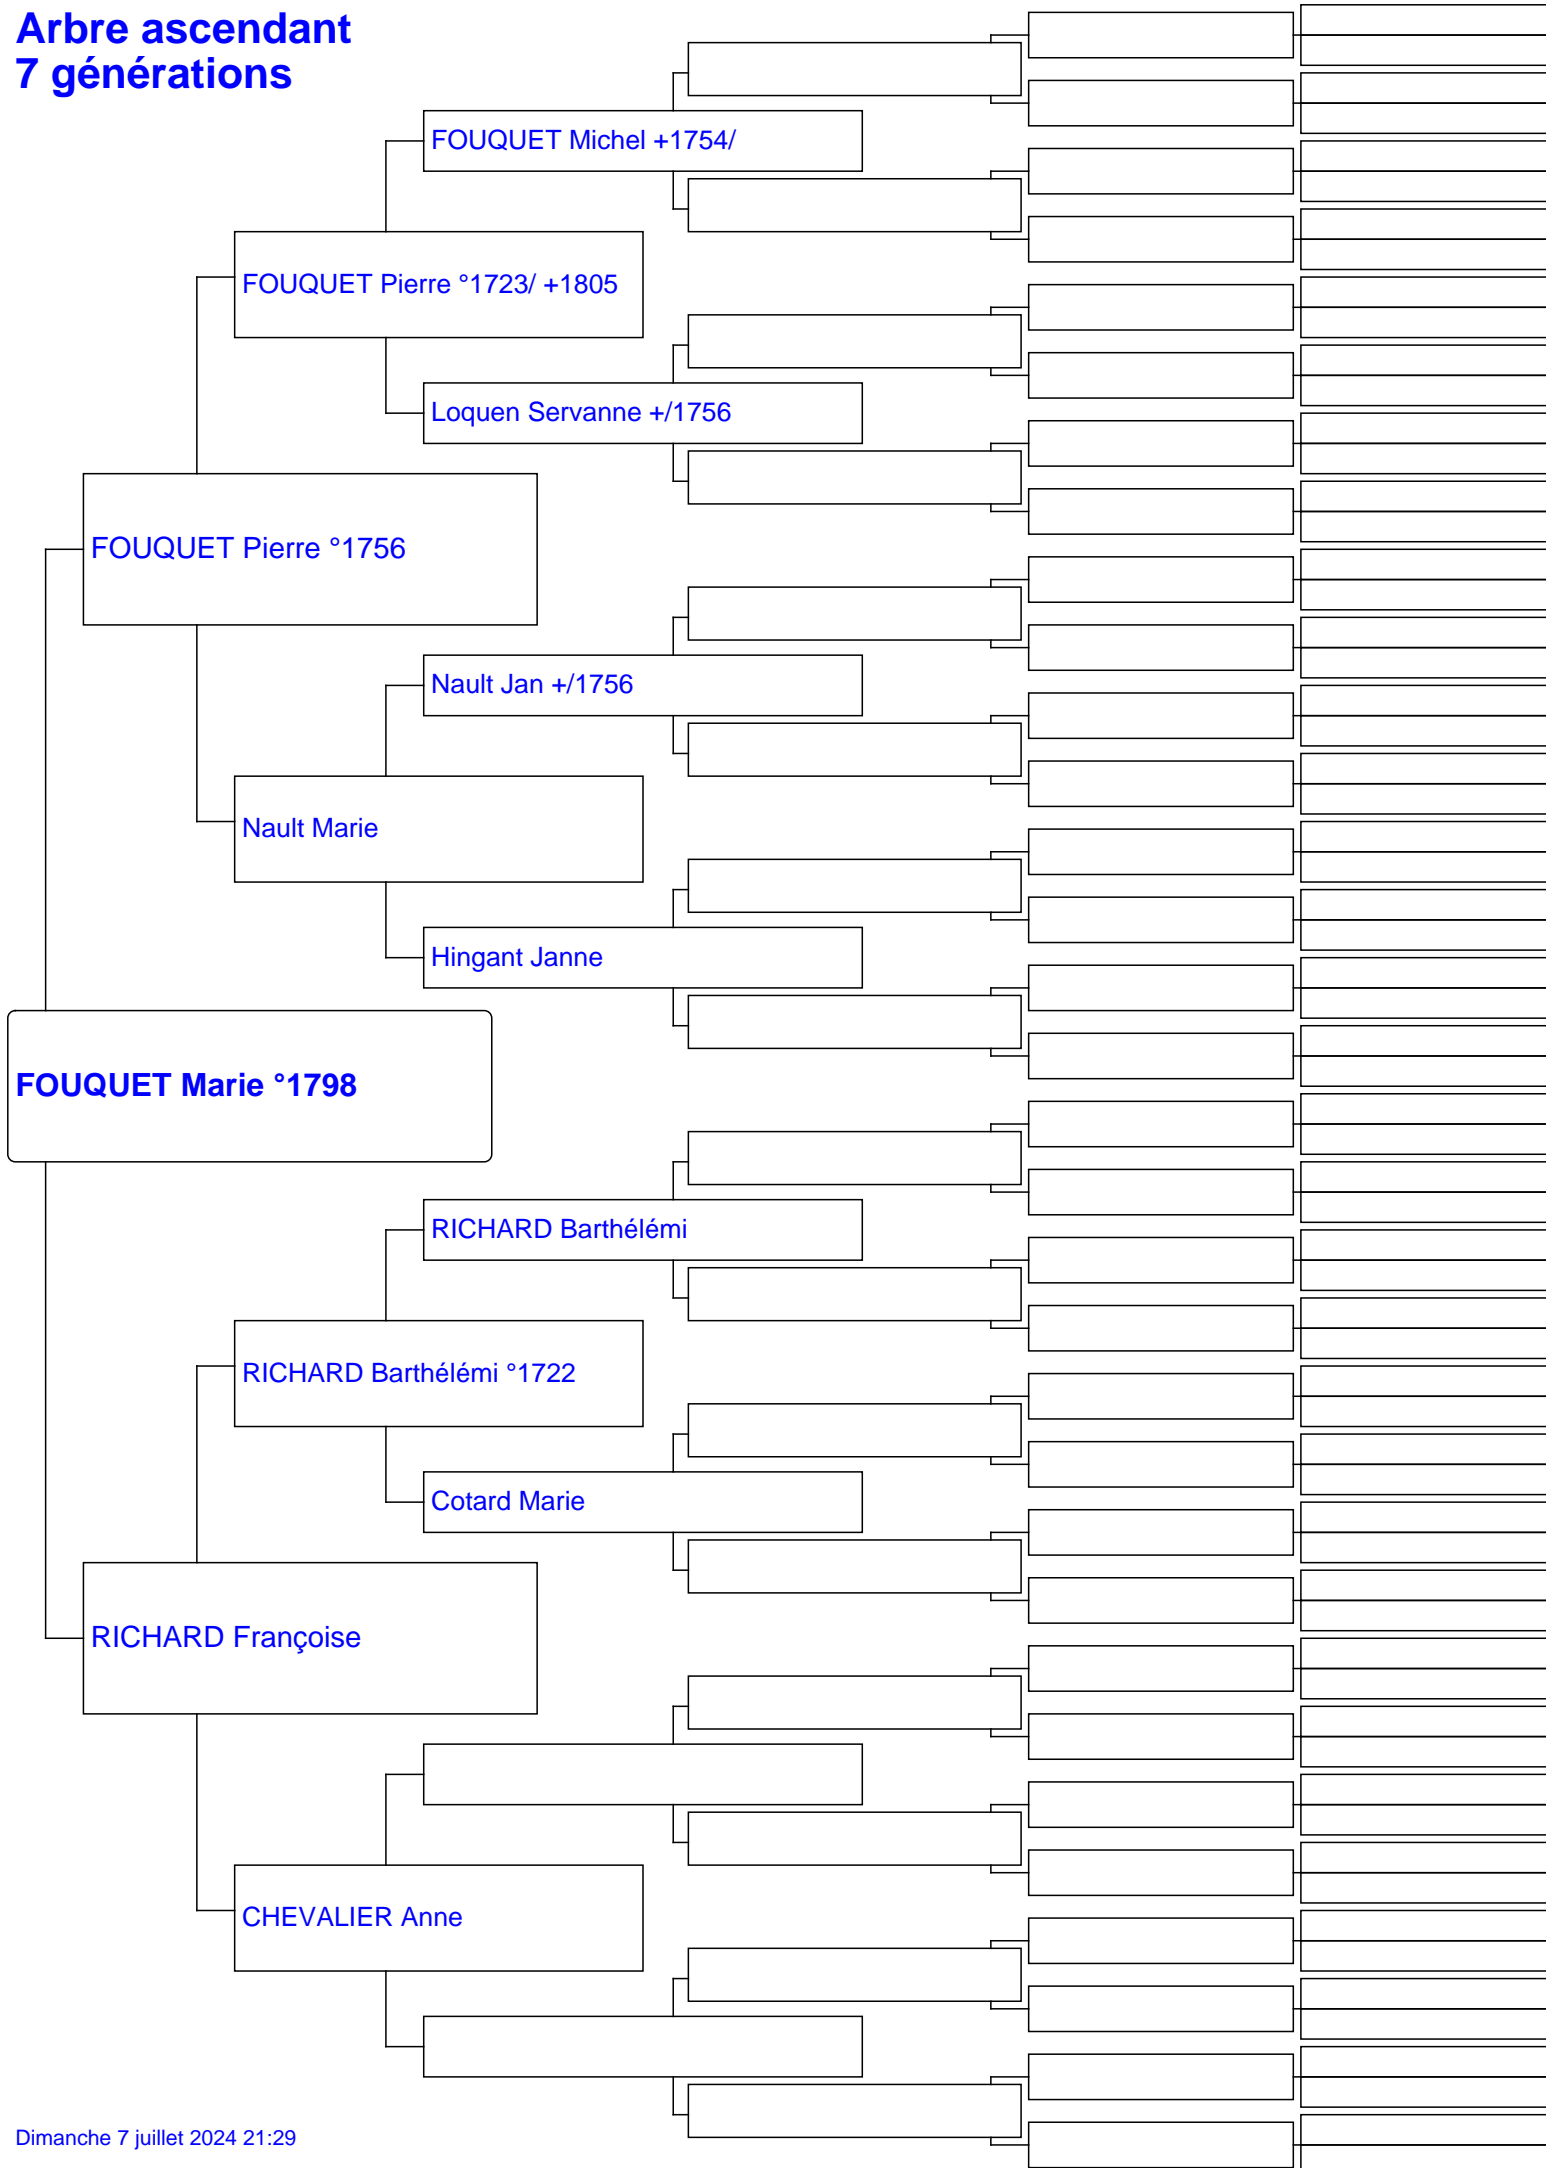 Arbre ascendant
7 générations
FOUQUET Michel +1754/
FOUQUET Pierre °1723/ +1805
Loquen Servanne +/1756
FOUQUET Pierre °1756
Nault Jan +/1756
Nault Marie
Hingant Janne
FOUQUET Marie °1798
RICHARD Barthélémi
RICHARD Barthélémi °1722
Cotard Marie
RICHARD Françoise
CHEVALIER Anne
Dimanche 7 juillet 2024 21:29